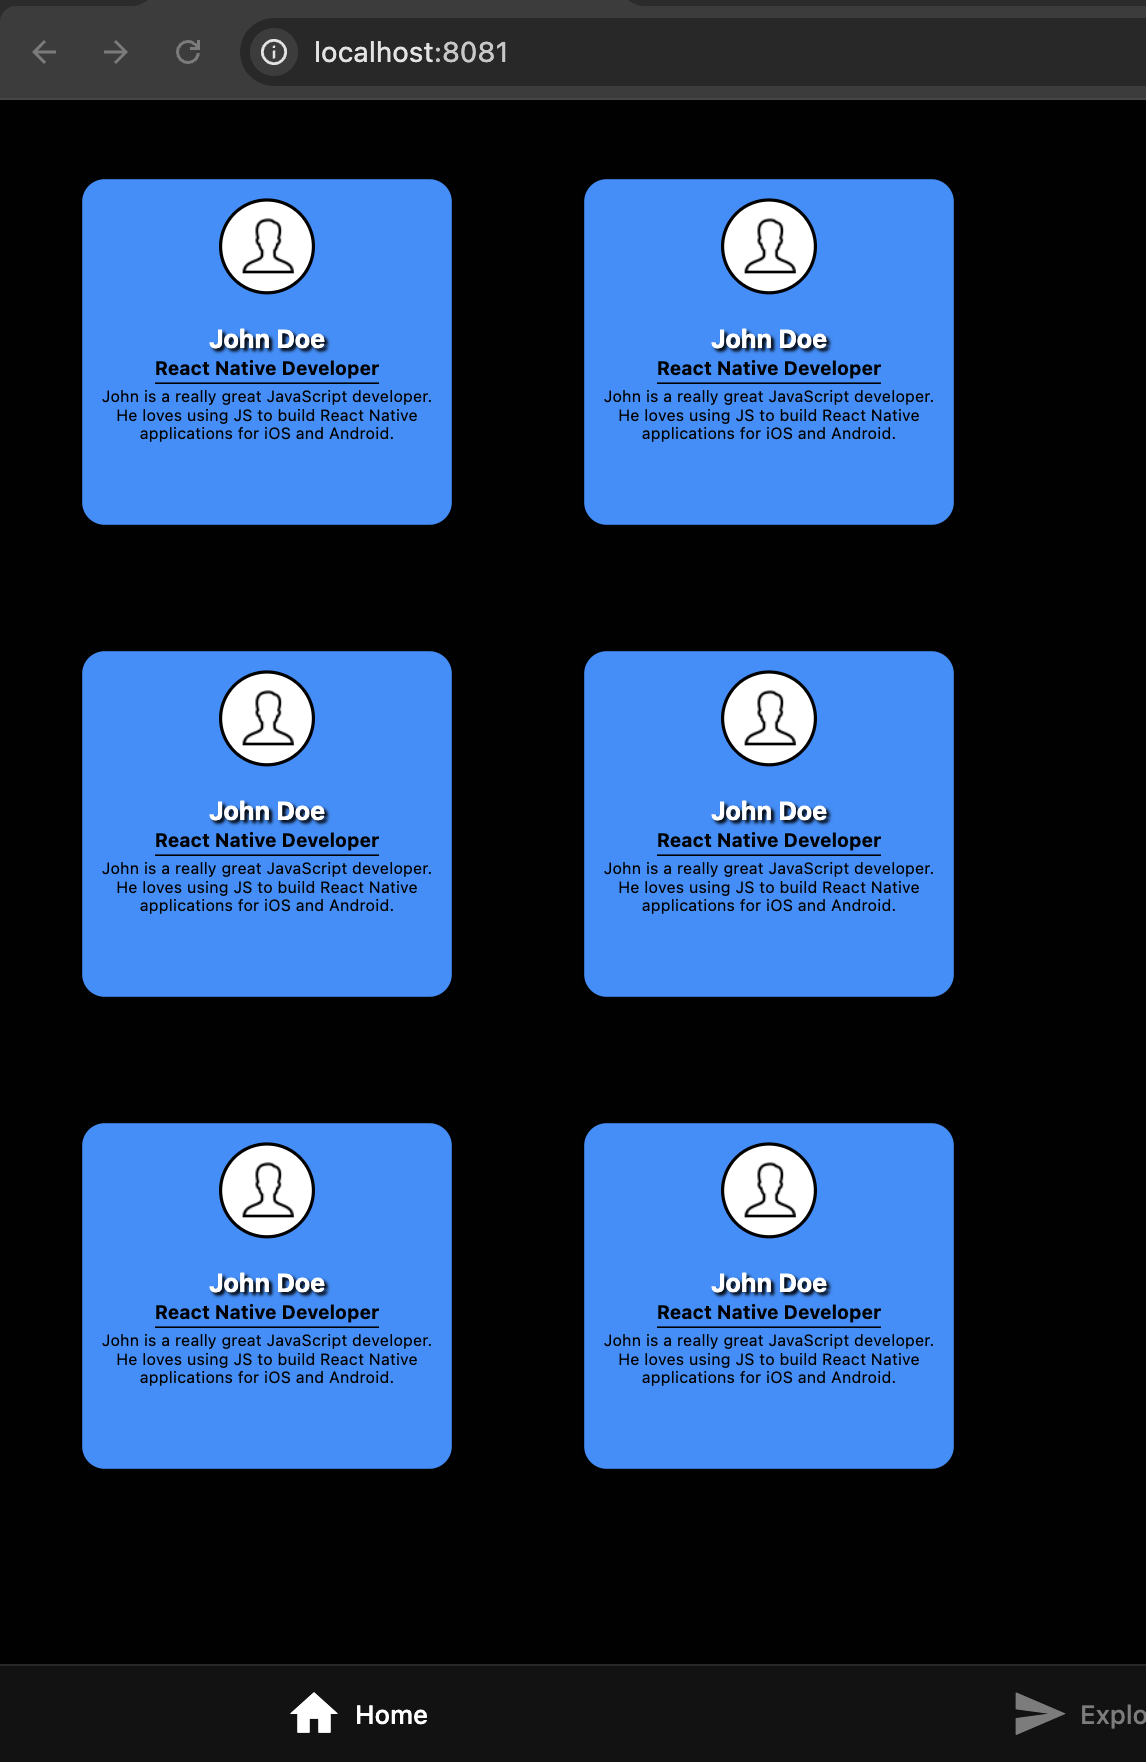 localhost:8081
John Doe
React Native Developer
John is a really great JavaScript developer.
He loves using JS to build React Native
applications for iOS and Android.
John Doe
React Native Developer
John is a really great JavaScript developer.
He loves using JS to build React Native
applications for iOS and Android.
John Doe
React Native Developer
John is a really great JavaScript developer.
He loves using JS to build React Native
applications for iOS and Android.
John Doe
React Native Developer
John is a really great JavaScript developer.
He loves using JS to build React Native
applications for iOS and Android.
John Doe
React Native Developer
John is a really great JavaScript developer.
He loves using JS to build React Native
applications for iOS and Android.
John Doe
React Native Developer
John is a really great JavaScript developer.
He loves using JS to build React Native
applications for iOS and Android.
Home
Explo